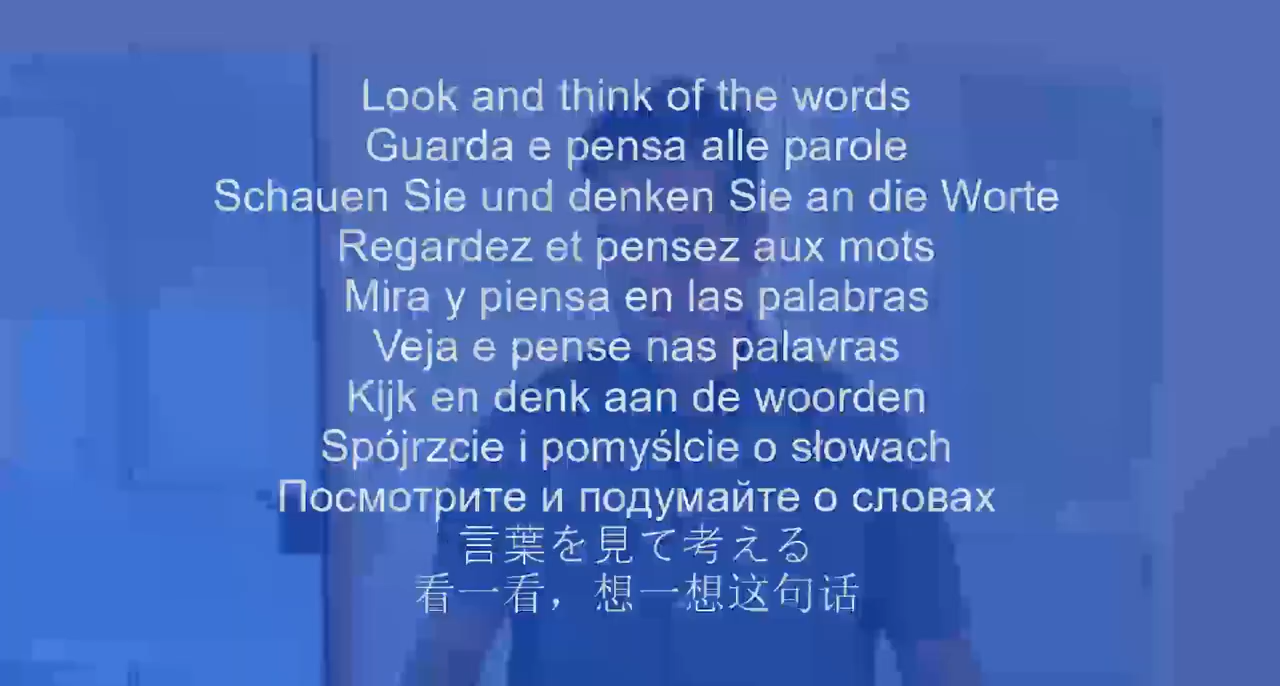 Look and think of the words
Guarda e pensa alle parole
Schauen Sie und denken Sie an die Worte
Regardez et pensez aux mots
Mira y piensa en las palabras
Veja e pense nas palavras
Kijk en denk aan de woorden
Spójrzcie i pomyślcie o słowach
Посмотрите и подумайте о словах
言葉を見て考える
看一看，想一想这句话